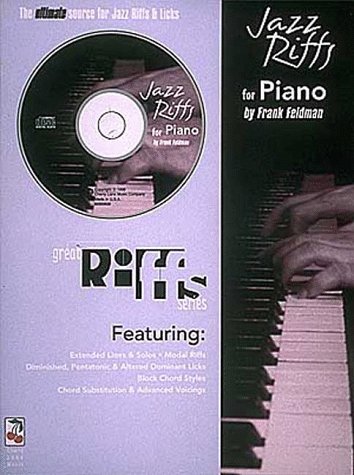 The ultimate source for Jazz Riffs & Licks
Jazz
Riffs
for Piano
by Frank Feldman
Jazz
Riffs
for Piano
by Frank Feldman
great
Riffs
series
Featuring:
Extended Lines & Solos • Modal Riffs
Diminished, Pentatonic & Altered Dominant Licks
Block Chord Styles
Chord Substitution & Advanced Voicings